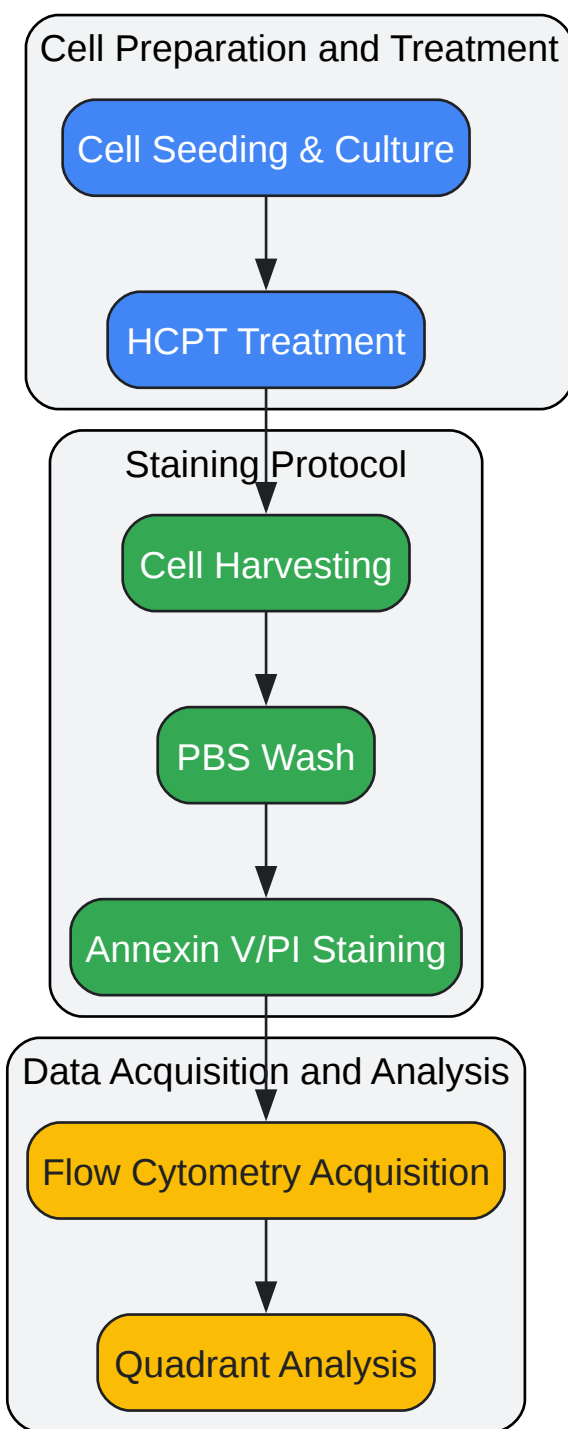 Cell Preparation and Treatment
Cell Seeding & Culture
HCPT Treatment
Staining Protocol
Cell Harvesting
PBS Wash
Annexin V/PI Staining
Data Acquisition and Analysis
Flow Cytometry Acquisition
Quadrant Analysis